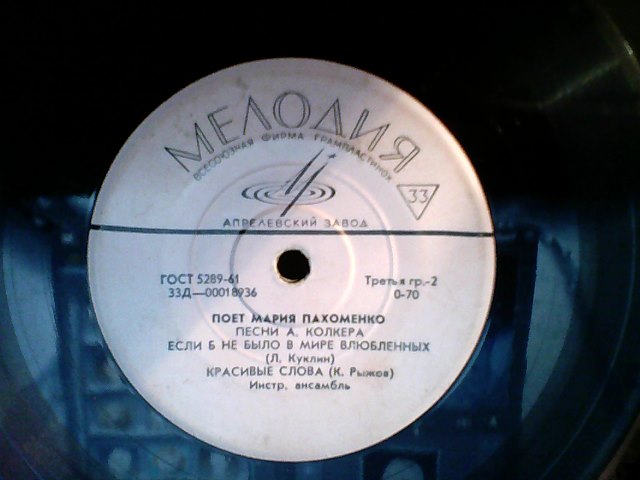 МЕЛОДИЯ
ВСЕСОЮЗНАЯ ФИРМА ГРАМПЛАСТИНОК
33
АПРЕЛЕВСКИЙ ЗАВОД
ГОСТ 5289-61 Третья гр.-2
33Д—00018936 0-70
ПОЕТ МАРИЯ ПАХОМЕНКО
ПЕСНИ А. КОЛКЕРА
ЕСЛИ Б НЕ БЫЛО В МИРЕ ВЛЮБЛЕННЫХ
(Л. Куклин)
КРАСИВЫЕ СЛОВА (К. Рыжов)
Инстр. ансамбль